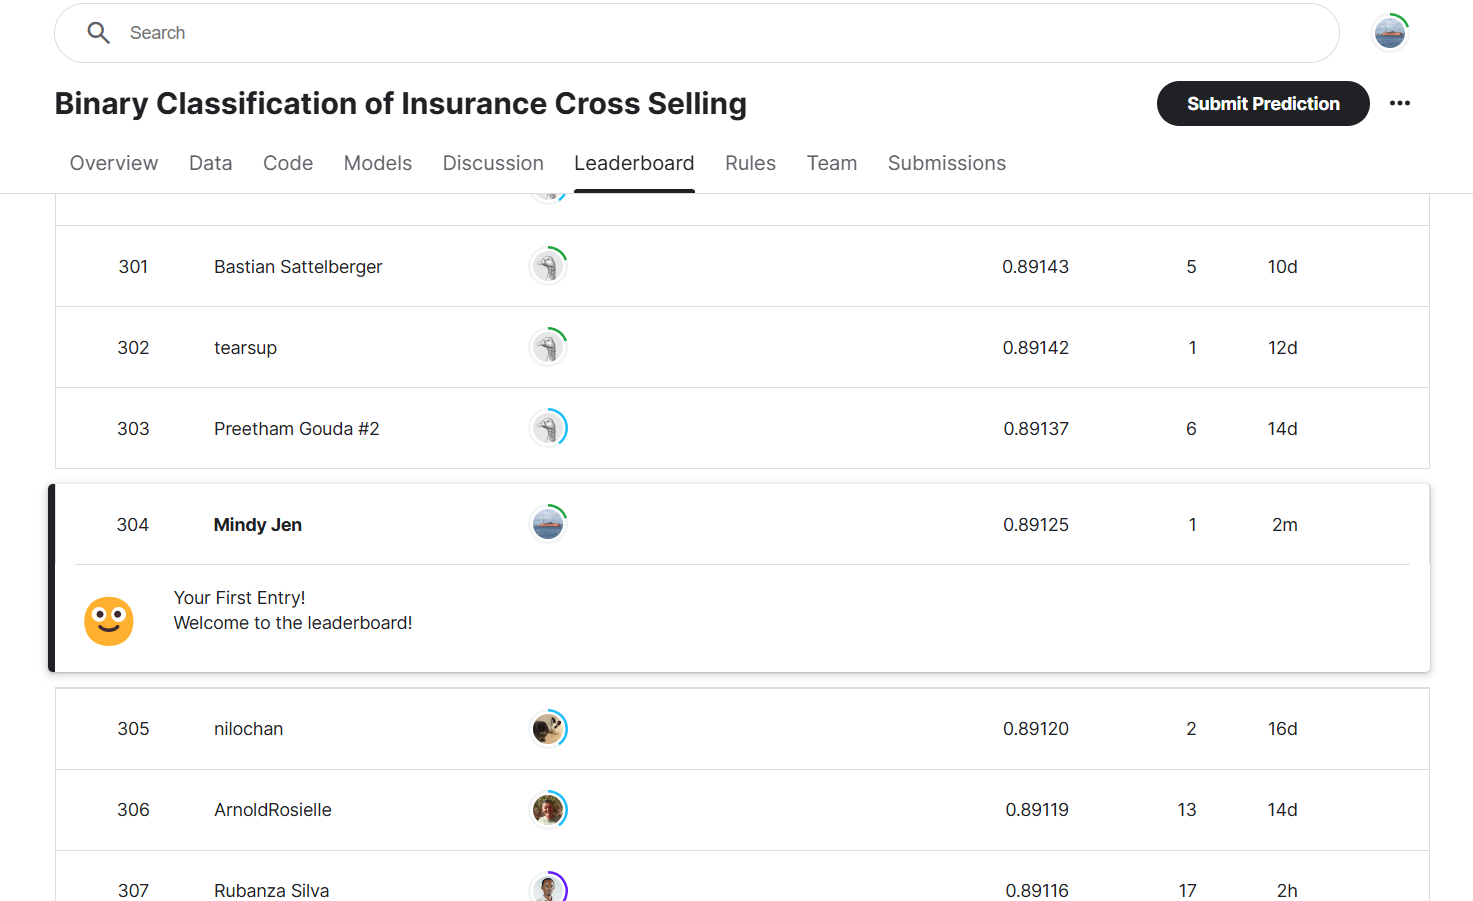 Search
Binary Classification of Insurance Cross Selling
Submit Prediction
Overview Data Code Models Discussion Leaderboard Rules Team Submissions
301 Bastian Sattelberger 0.89143 5 10d
302 tearsup 0.89142 1 12d
303 Preetham Gouda #2 0.89137 6 14d
304 Mindy Jen 0.89125 1 2m
Your First Entry!
Welcome to the leaderboard!
305 nilochan 0.89120 2 16d
306 ArnoldRosielle 0.89119 13 14d
307 Rubanza Silva 0.89116 17 2h